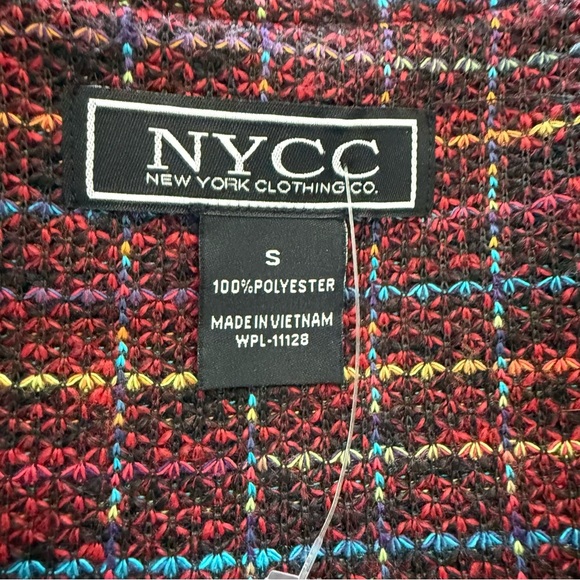 NYCC
NEW YORK CLOTHING CO.
S
100%POLYESTER
MADE IN VIETNAM
WPL-11128